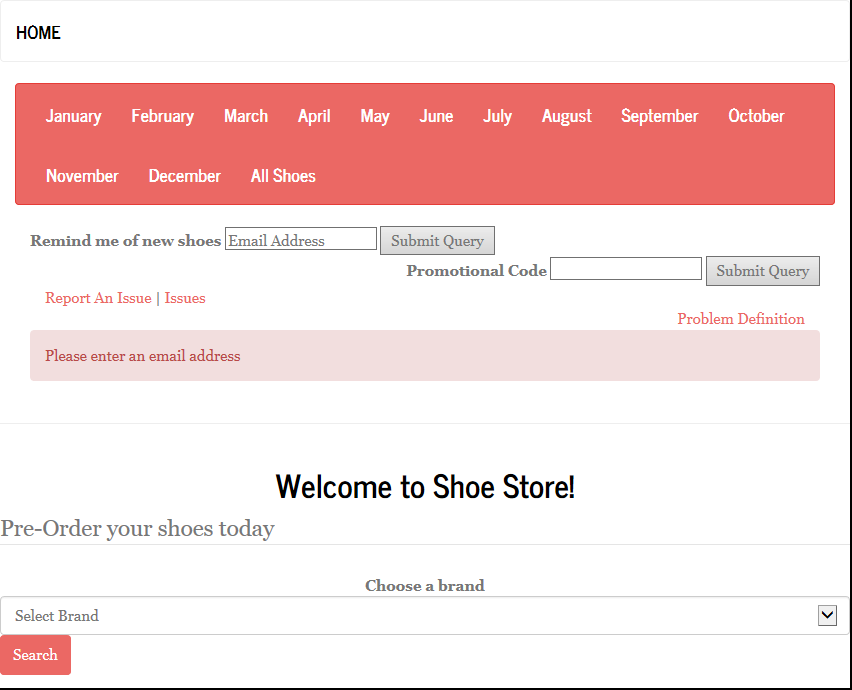 HOME
January February March April May June July August September October
November December All Shoes
Remind me of new shoes Email Address Submit Query
Promotional Code Submit Query
Report An Issue | Issues
Problem Definition
Please enter an email address
Welcome to Shoe Store!
Pre-Order your shoes today
Choose a brand
Select Brand
Search